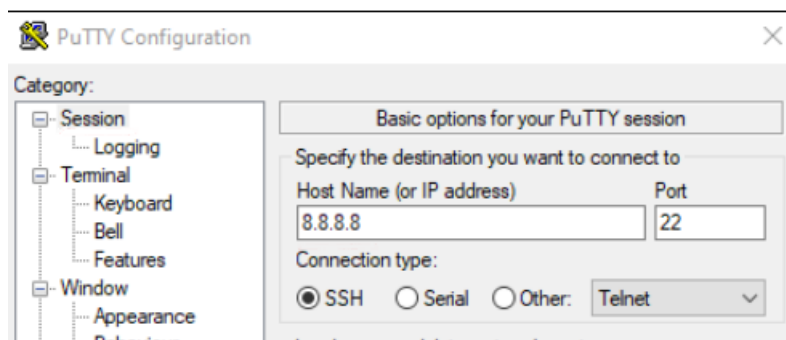 PuTTY Configuration
Category:
Session
Logging
Terminal
Keyboard
Bell
Features
Window
Appearance
Basic options for your PuTTY session
Specify the destination you want to connect to
Host Name (or IP address) Port
8.8.8.8 22
Connection type:
SSH Serial Other: Telnet